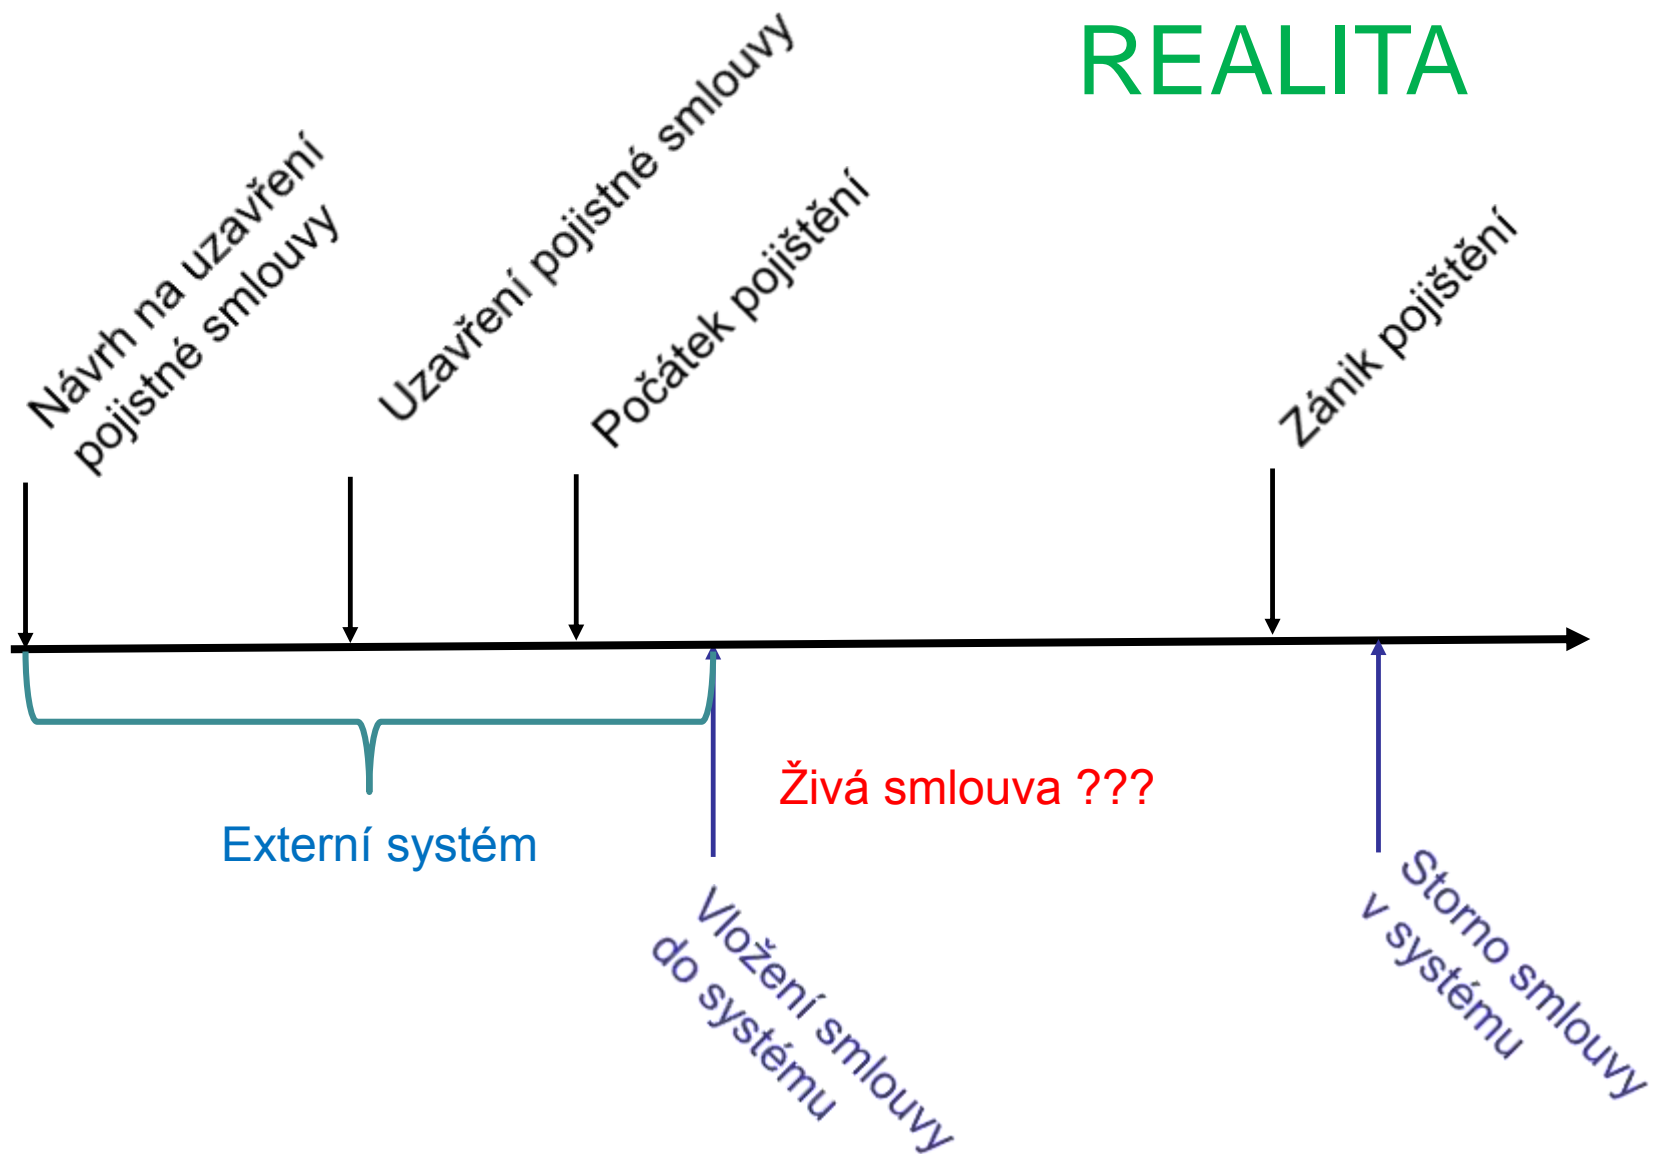 REALITA
Návrh na uzavření
pojistné smlouvy
Uzavření pojistné smlouvy
Počátek pojištění
Zánik pojištění
Živá smlouva ???
Externí systém
Vložení smlouvy
do systému
Storno smlouvy
v systému